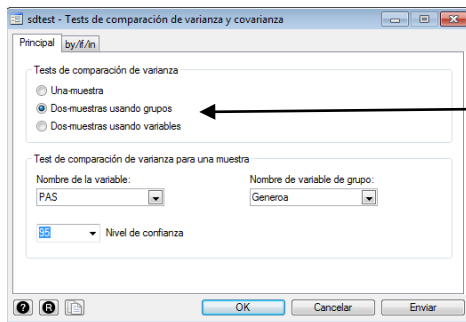 sdtest - Tests de comparación de varianza y covarianza
Principal by/if/in
Tests de comparación de varianza
Una-muestra
Dos-muestras usando grupos
Dos-muestras usando variables
Test de comparación de varianza para una muestra
Nombre de la variable: Nombre de variable de grupo:
PAS Generoa
95 Nivel de confianza
? R OK Cancelar Enviar